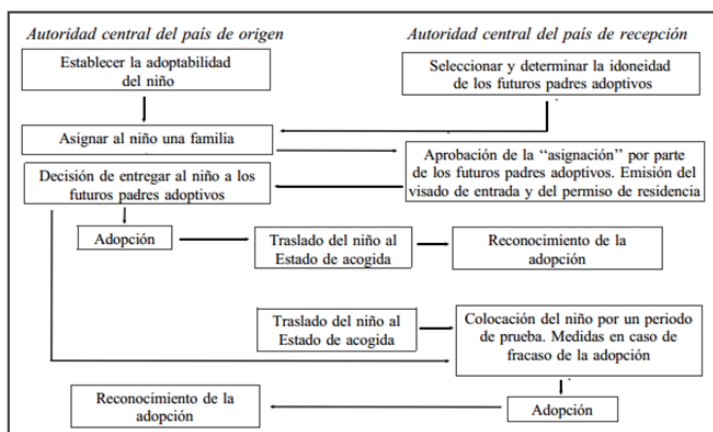 Autoridad central del país de origen
Autoridad central del país de recepción
Establecer la adoptabilidad
del niño
Seleccionar y determinar la idoneidad
de los futuros padres adoptivos
Asignar al niño una familia
Aprobación de la “asignación” por parte
de los futuros padres adoptivos. Emisión del
visado de entrada y del permiso de residencia
Decisión de entregar al niño a los
futuros padres adoptivos
Adopción
Traslado del niño al
Estado de acogida
Reconocimiento de la
adopción
Traslado del niño al
Estado de acogida
Colocación del niño por un periodo
de prueba. Medidas en caso de
fracaso de la adopción
Reconocimiento de la
adopción
Adopción